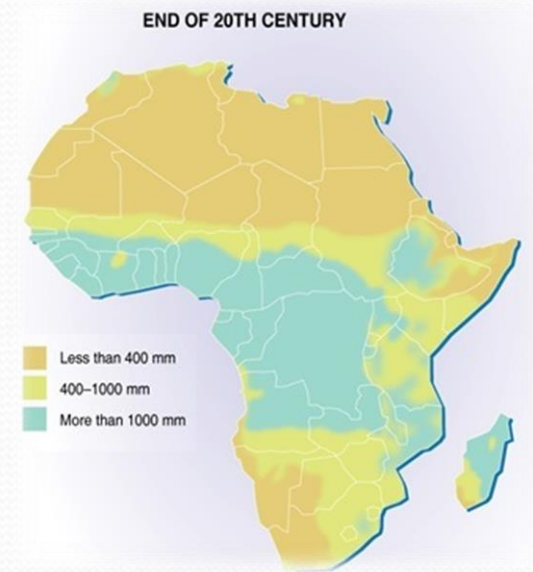 END OF 20TH CENTURY
Less than 400 mm
400–1000 mm
More than 1000 mm